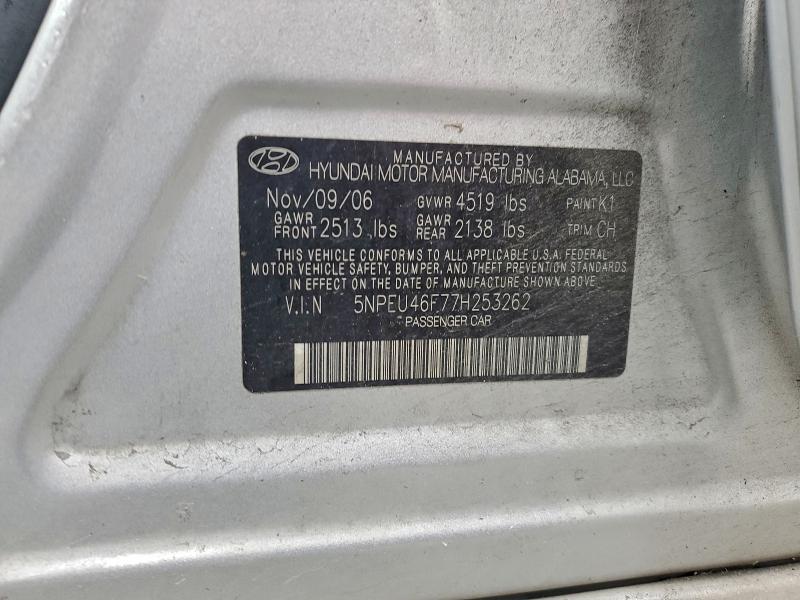 MANUFACTURED BY
HYUNDAI MOTOR MANUFACTURING ALABAMA, LLC
Nov/09/06 GVWR 4519 lbs PAINT K1
GAWR FRONT 2513 lbs GAWR REAR 2138 lbs TRIM CH
THIS VEHICLE CONFORMS TO ALL APPLICABLE U.S.A. FEDERAL
MOTOR VEHICLE SAFETY, BUMPER, AND THEFT PREVENTION STANDARDS
IN EFFECT ON THE DATE OF MANUFACTURE SHOWN ABOVE.
V.I.N 5NPEU46F77H253262
PASSENGER CAR